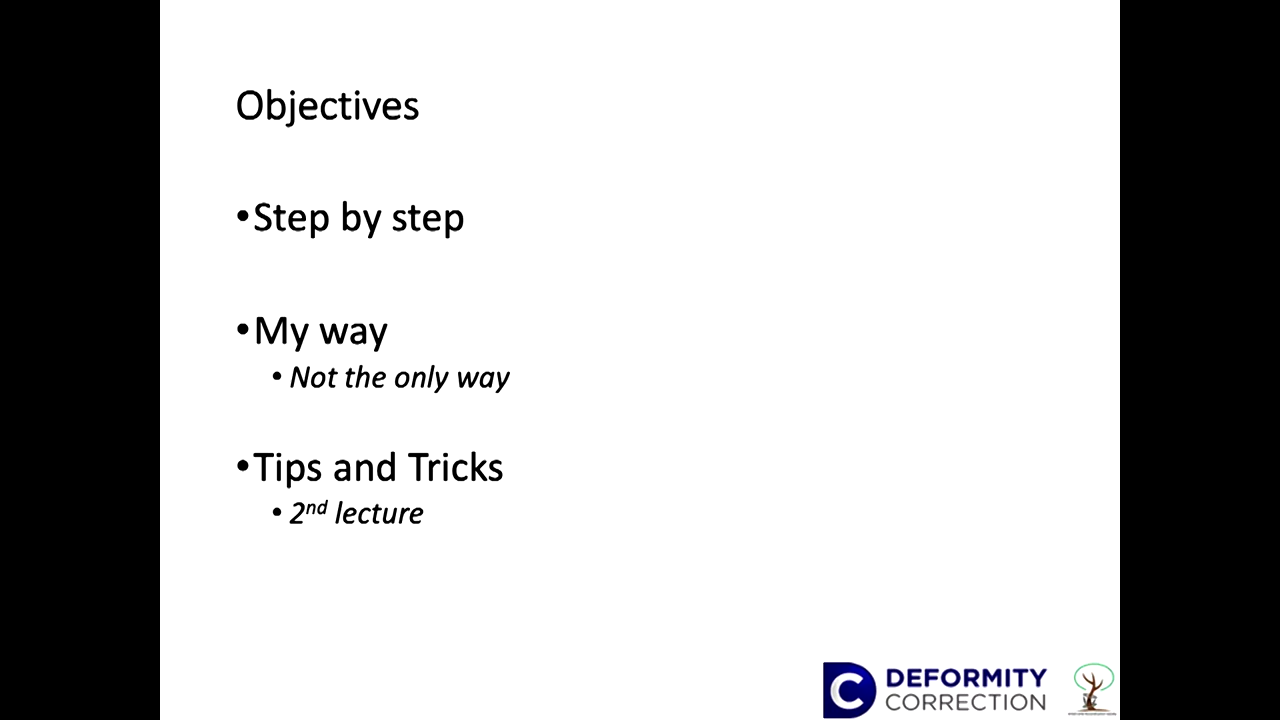 Objectives
•Step by step
•My way
•Not the only way
•Tips and Tricks
•2nd lecture
DEFORMITY
CORRECTION